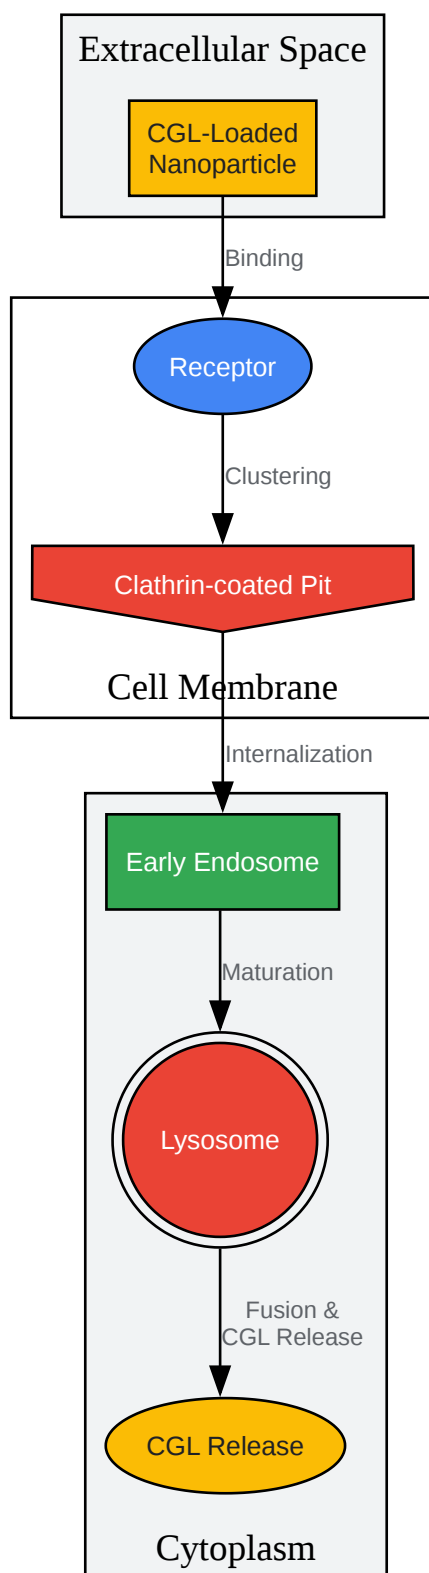 Extracellular Space
CGL-Loaded
Nanoparticle
Binding
Receptor
Clustering
Clathrin-coated Pit
Cell Membrane
Internalization
Early Endosome
Maturation
Lysosome
Fusion &
CGL Release
CGL Release
Cytoplasm